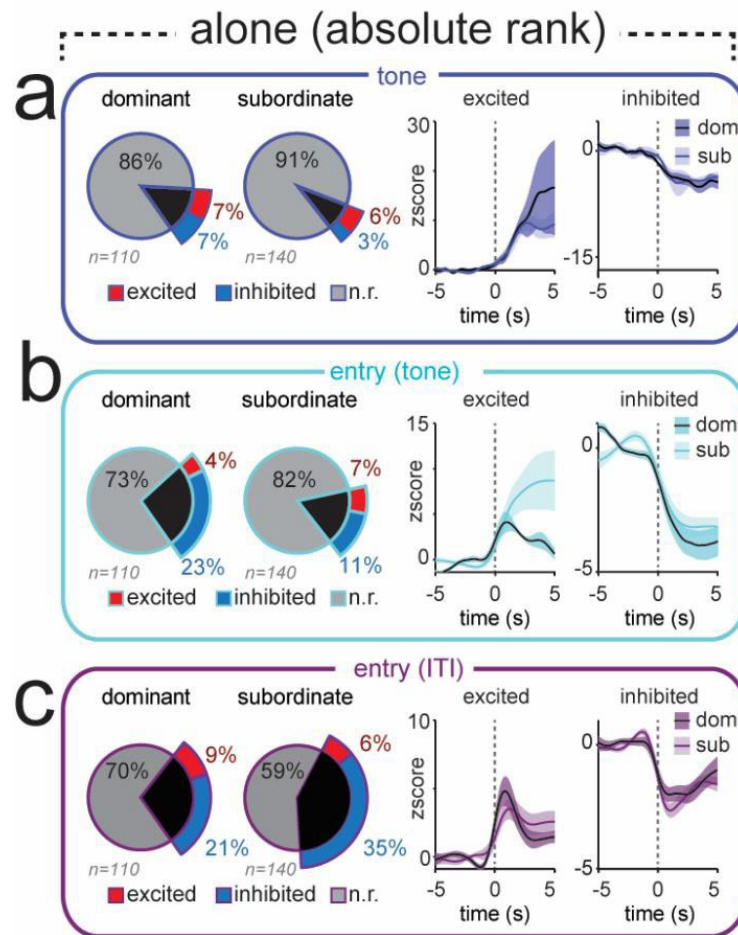 alone (absolute rank)
a
tone
dominant
subordinate
excited
inhibited
86%
7%
7%
n=110
91%
6%
3%
n=140
excited
inhibited
n.r.
30
zscore
0
-5
0
5
time (s)
0
-15
-5
0
5
time (s)
dom
sub
b
entry (tone)
dominant
subordinate
excited
inhibited
73%
4%
23%
n=110
82%
7%
11%
n=140
excited
inhibited
n.r.
15
zscore
0
-5
0
5
time (s)
0
-5
-5
0
5
time (s)
dom
sub
c
entry (ITI)
dominant
subordinate
excited
inhibited
70%
9%
21%
n=110
59%
6%
35%
n=140
excited
inhibited
n.r.
10
zscore
0
-5
0
5
time (s)
0
-5
-5
0
5
time (s)
dom
sub